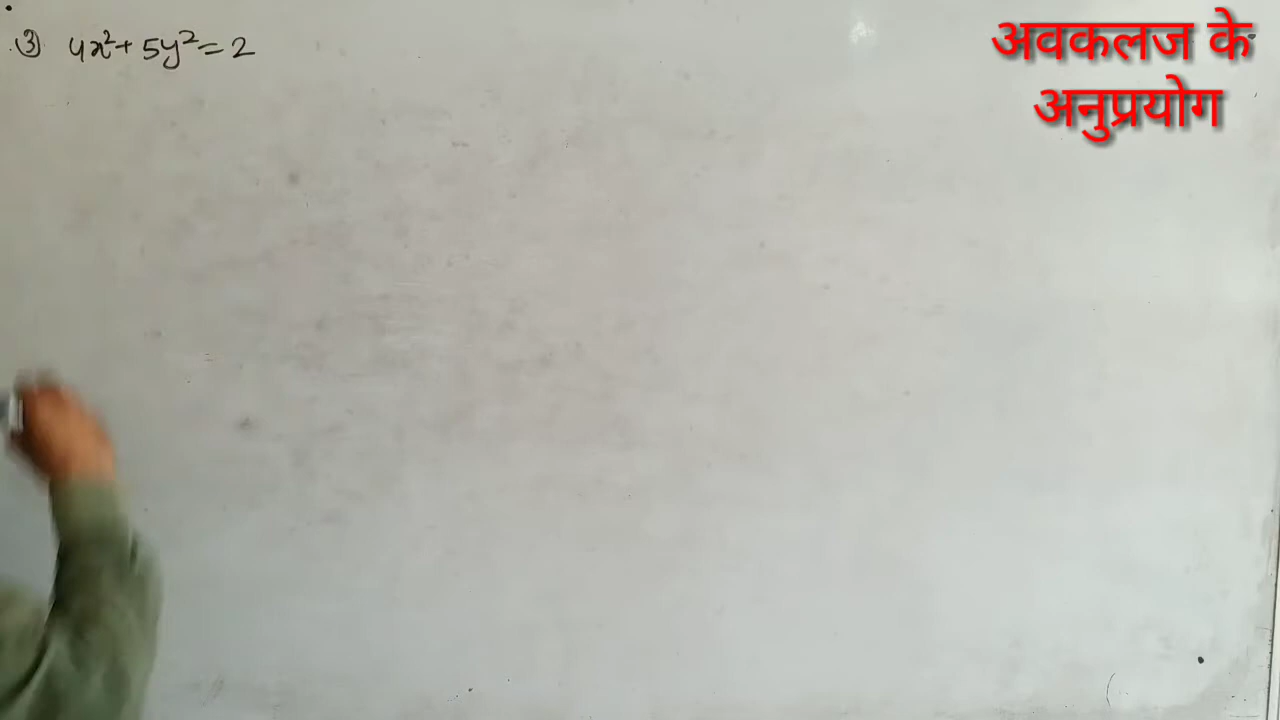 ③ 4x²+ 5y² = 2
अवकलज के
अनुप्रयोग